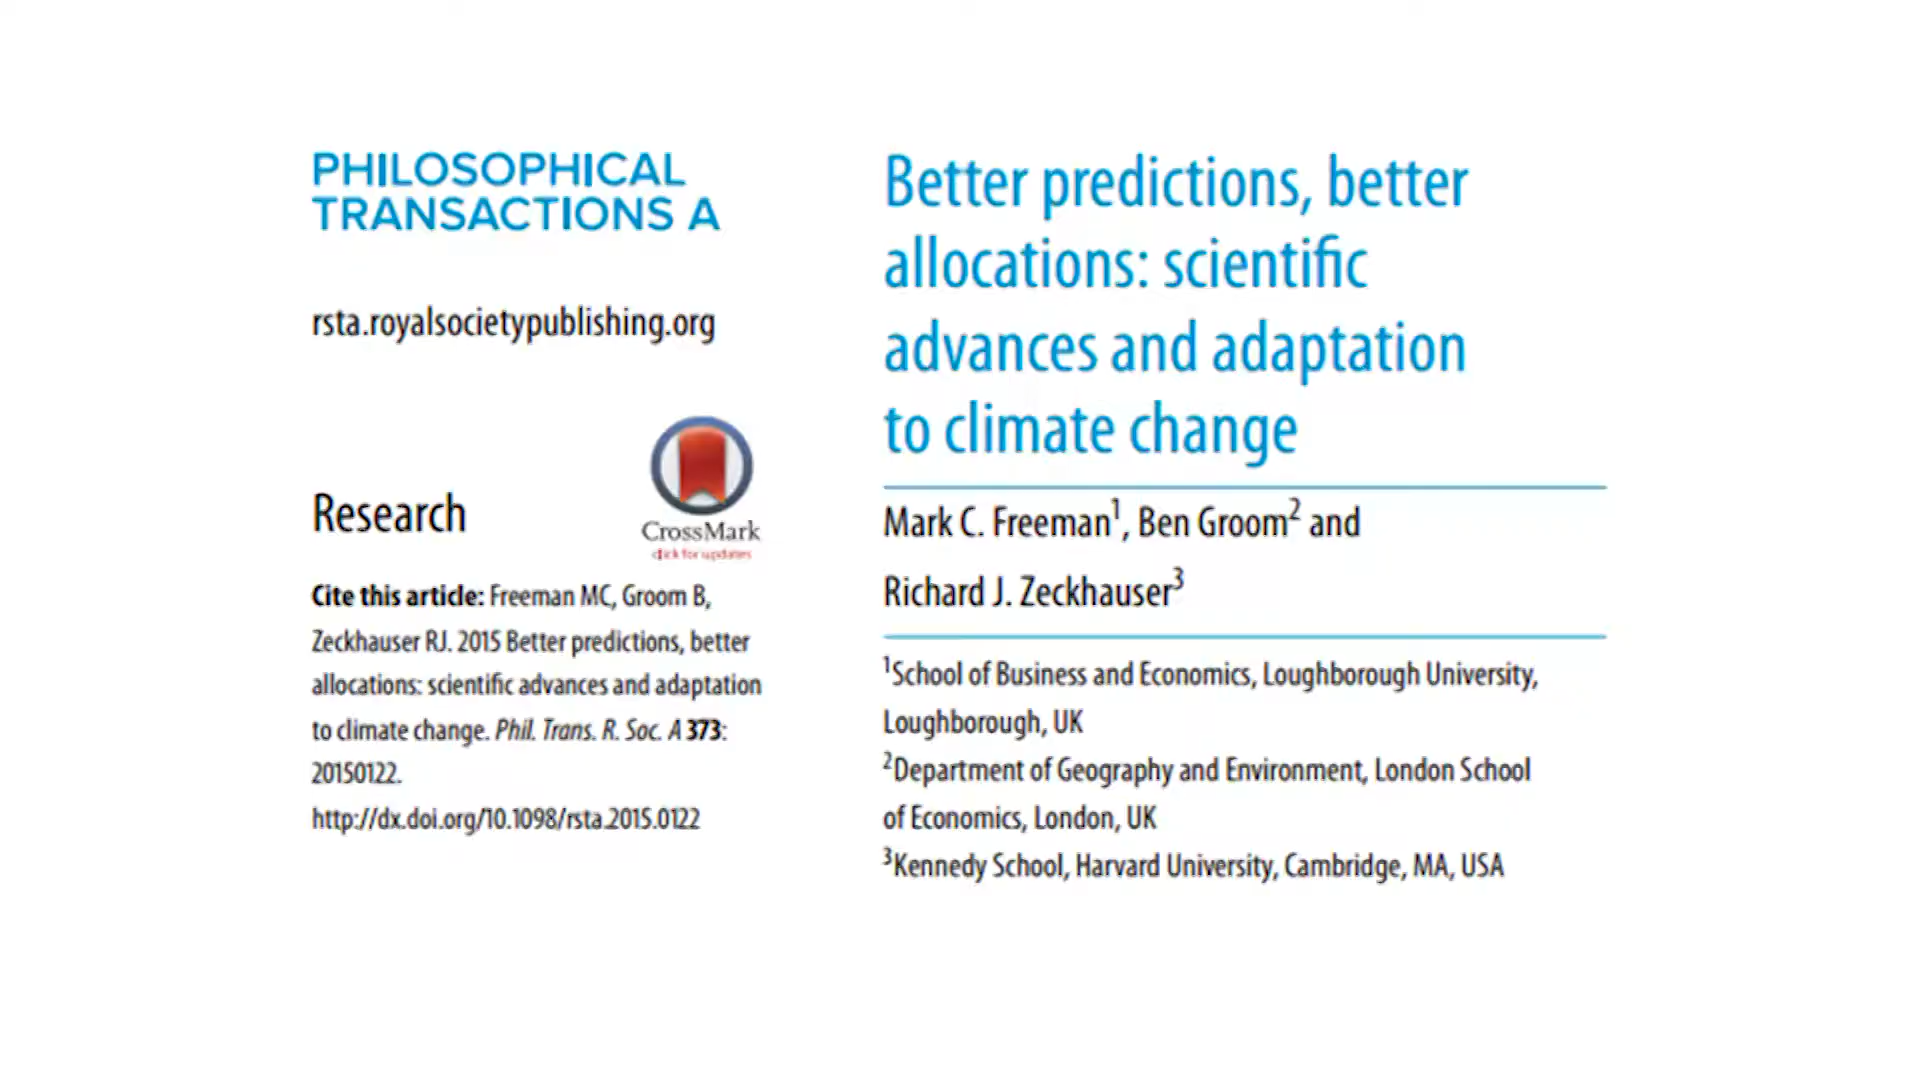 PHILOSOPHICAL
TRANSACTIONS A
rsta.royalsocietypublishing.org
Research
CrossMark
click for updates
Cite this article: Freeman MC, Groom B,
Zeckhauser RJ. 2015 Better predictions, better
allocations: scientific advances and adaptation
to climate change. Phil. Trans. R. Soc. A 373:
20150122.
http://dx.doi.org/10.1098/rsta.2015.0122
Better predictions, better
allocations: scientific
advances and adaptation
to climate change
Mark C. Freeman1, Ben Groom2 and
Richard J. Zeckhauser3
1School of Business and Economics, Loughborough University,
Loughborough, UK
2Department of Geography and Environment, London School
of Economics, London, UK
3Kennedy School, Harvard University, Cambridge, MA, USA